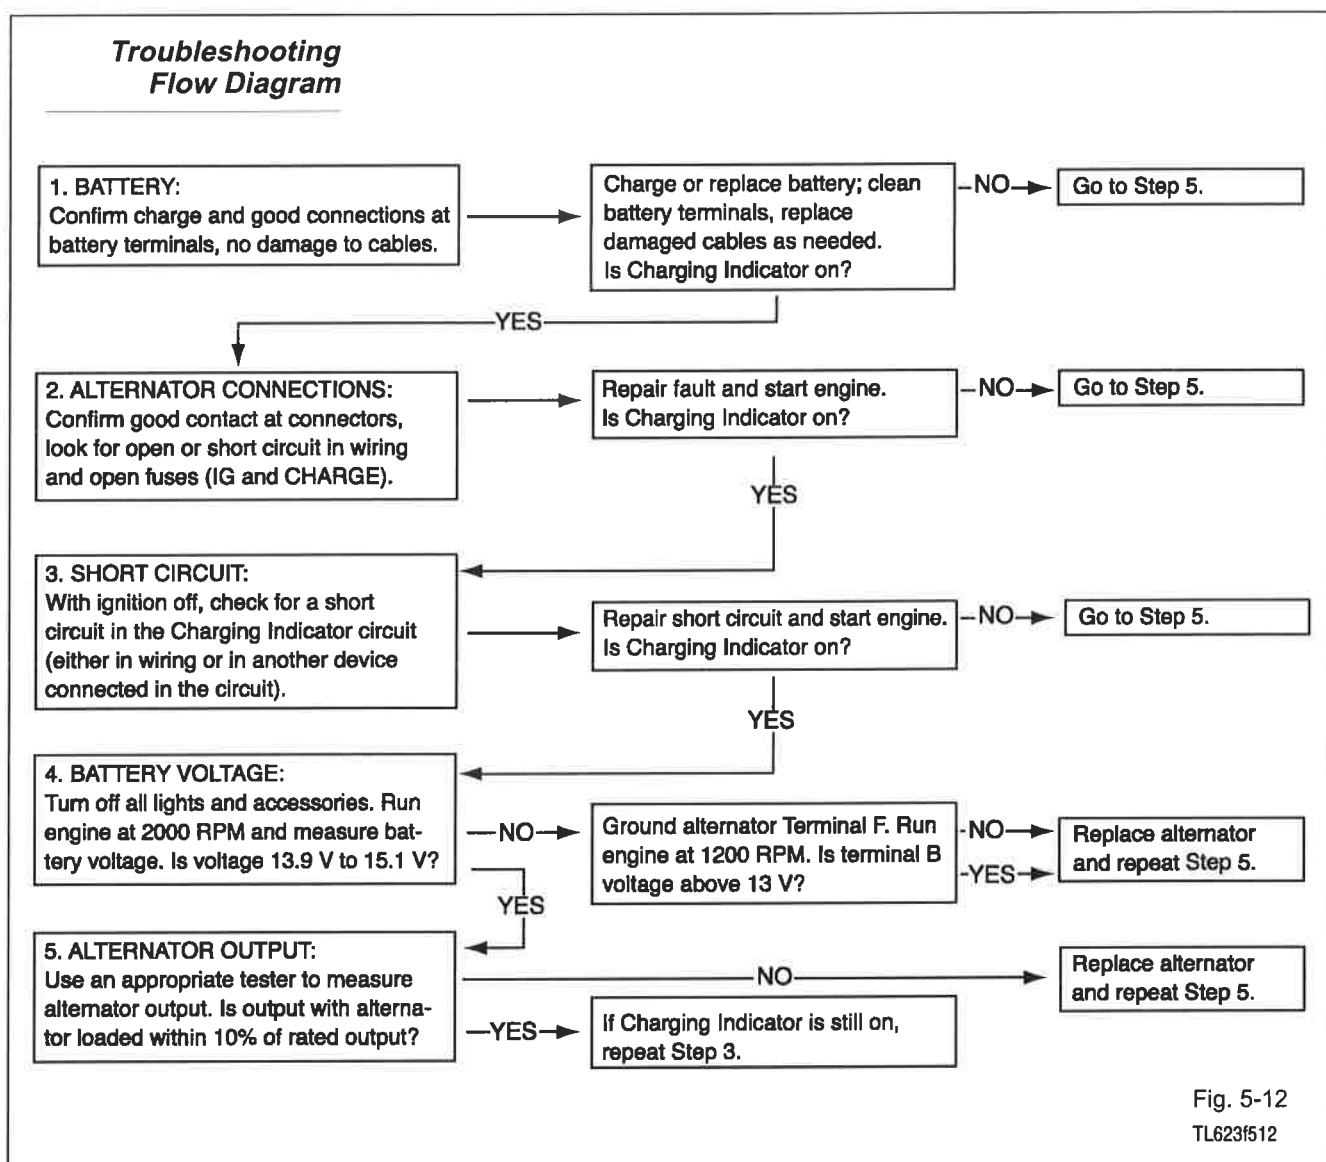 Troubleshooting
Flow Diagram
1. BATTERY:
Confirm charge and good connections at
battery terminals, no damage to cables.
Charge or replace battery; clean
battery terminals, replace
damaged cables as needed.
Is Charging Indicator on?
NO
Go to Step 5.
YES
2. ALTERNATOR CONNECTIONS:
Confirm good contact at connectors,
look for open or short circuit in wiring
and open fuses (IG and CHARGE).
Repair fault and start engine.
Is Charging Indicator on?
NO
Go to Step 5.
YES
3. SHORT CIRCUIT:
With ignition off, check for a short
circuit in the Charging Indicator circuit
(either in wiring or in another device
connected in the circuit).
Repair short circuit and start engine.
Is Charging Indicator on?
NO
Go to Step 5.
YES
4. BATTERY VOLTAGE:
Turn off all lights and accessories. Run
engine at 2000 RPM and measure bat-
tery voltage. Is voltage 13.9 V to 15.1 V?
NO
Ground alternator Terminal F. Run
engine at 1200 RPM. Is terminal B
voltage above 13 V?
NO
YES
Replace alternator
and repeat Step 5.
YES
5. ALTERNATOR OUTPUT:
Use an appropriate tester to measure
alternator output. Is output with alterna-
tor loaded within 10% of rated output?
NO
Replace alternator
and repeat Step 5.
YES
If Charging Indicator is still on,
repeat Step 3.
Fig. 5-12
TL623f512